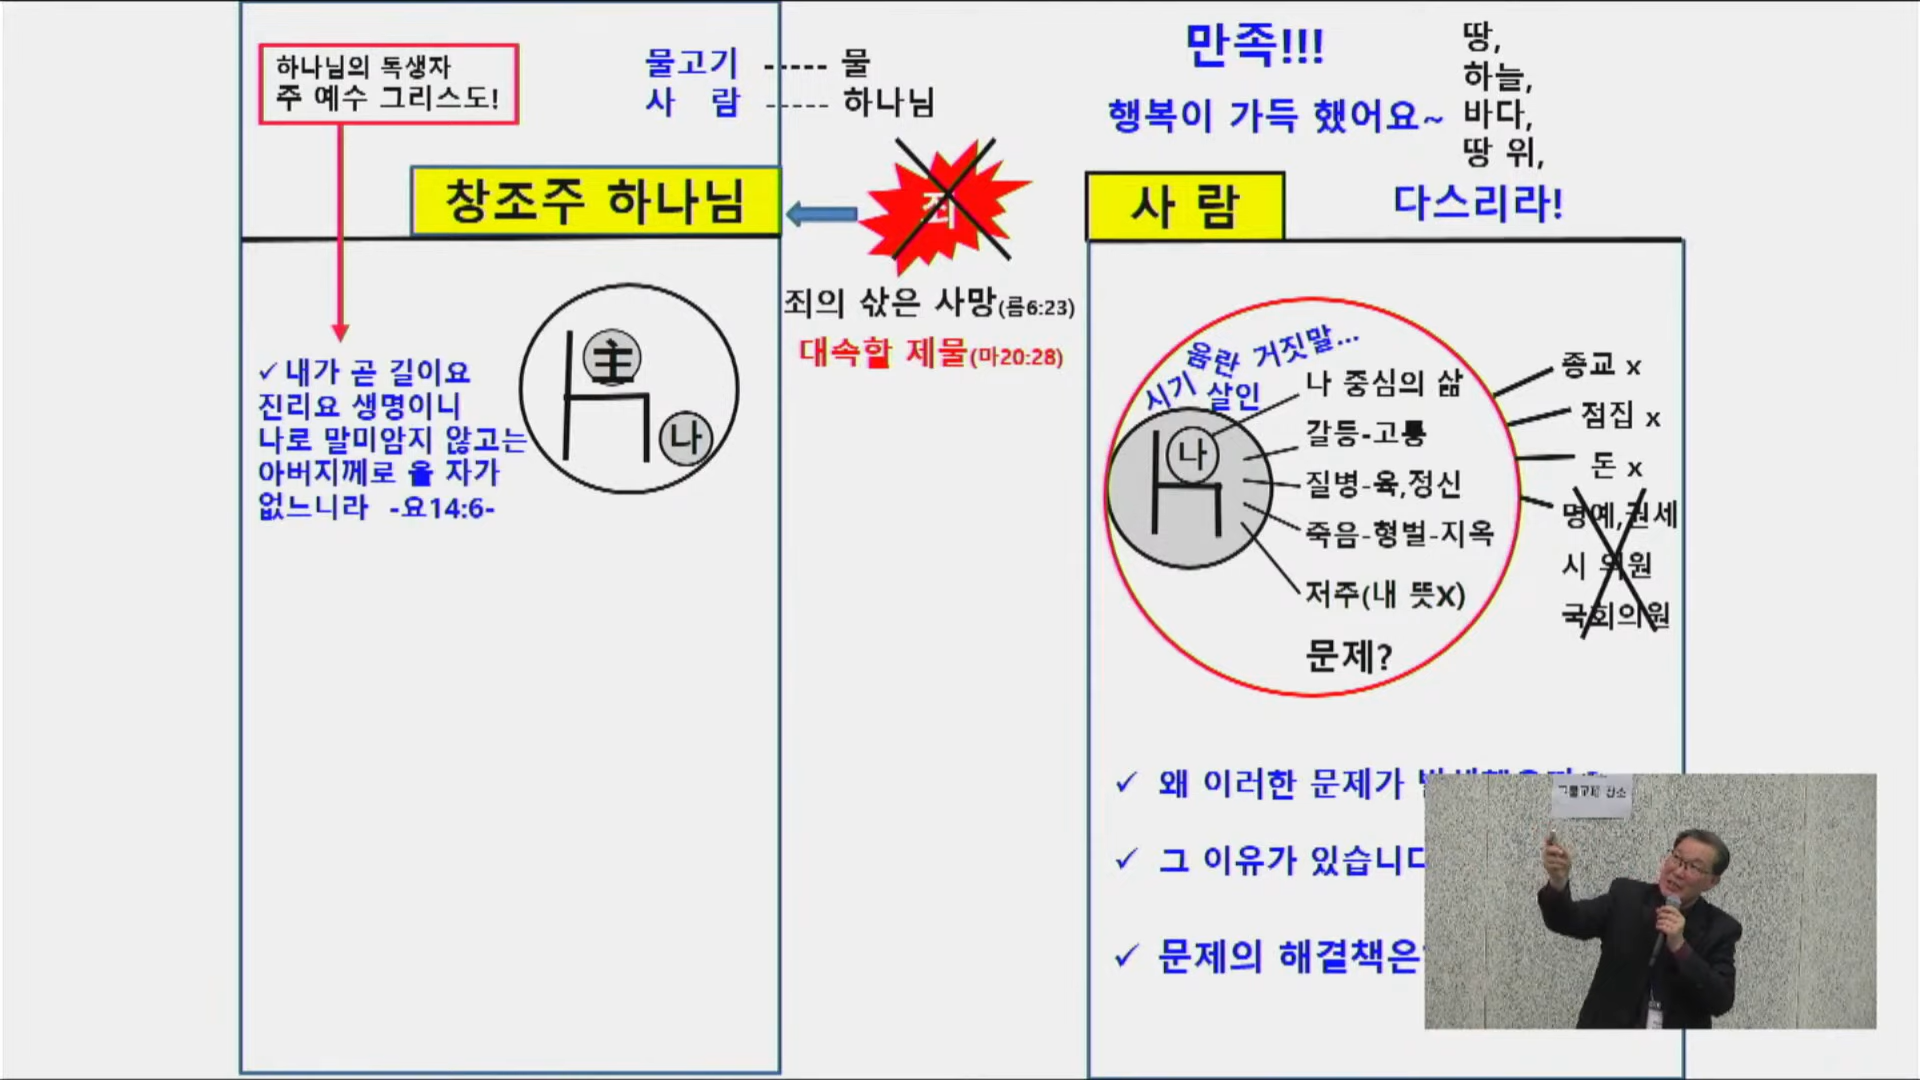 하나님의 독생자
주 예수 그리스도!
물고기 ----- 물
사 람 ----- 하나님
만족!!!
행복이 가득 했어요~
땅,
하늘,
바다,
땅 위,
다스리라!
창조주 하나님
죄
사 람
죄의 삯은 사망(롬6:23)
대속할 제물(마20:28)
✓내가 곧 길이요
진리요 생명이니
나로 말미암지 않고는
아버지께로 올 자가
없느니라 -요14:6-
主
나
음란 거짓말...
시기 살인
나
나 중심의 삶
갈등-고통
질병-육,정신
죽음-형벌-지옥
저주(내 뜻X)
문제?
종교 x
점집 x
돈 x
명예,권세
시 의원
국회의원
✓ 왜 이러한 문제가
✓ 그 이유가 있습니다
✓ 문제의 해결책은
장소